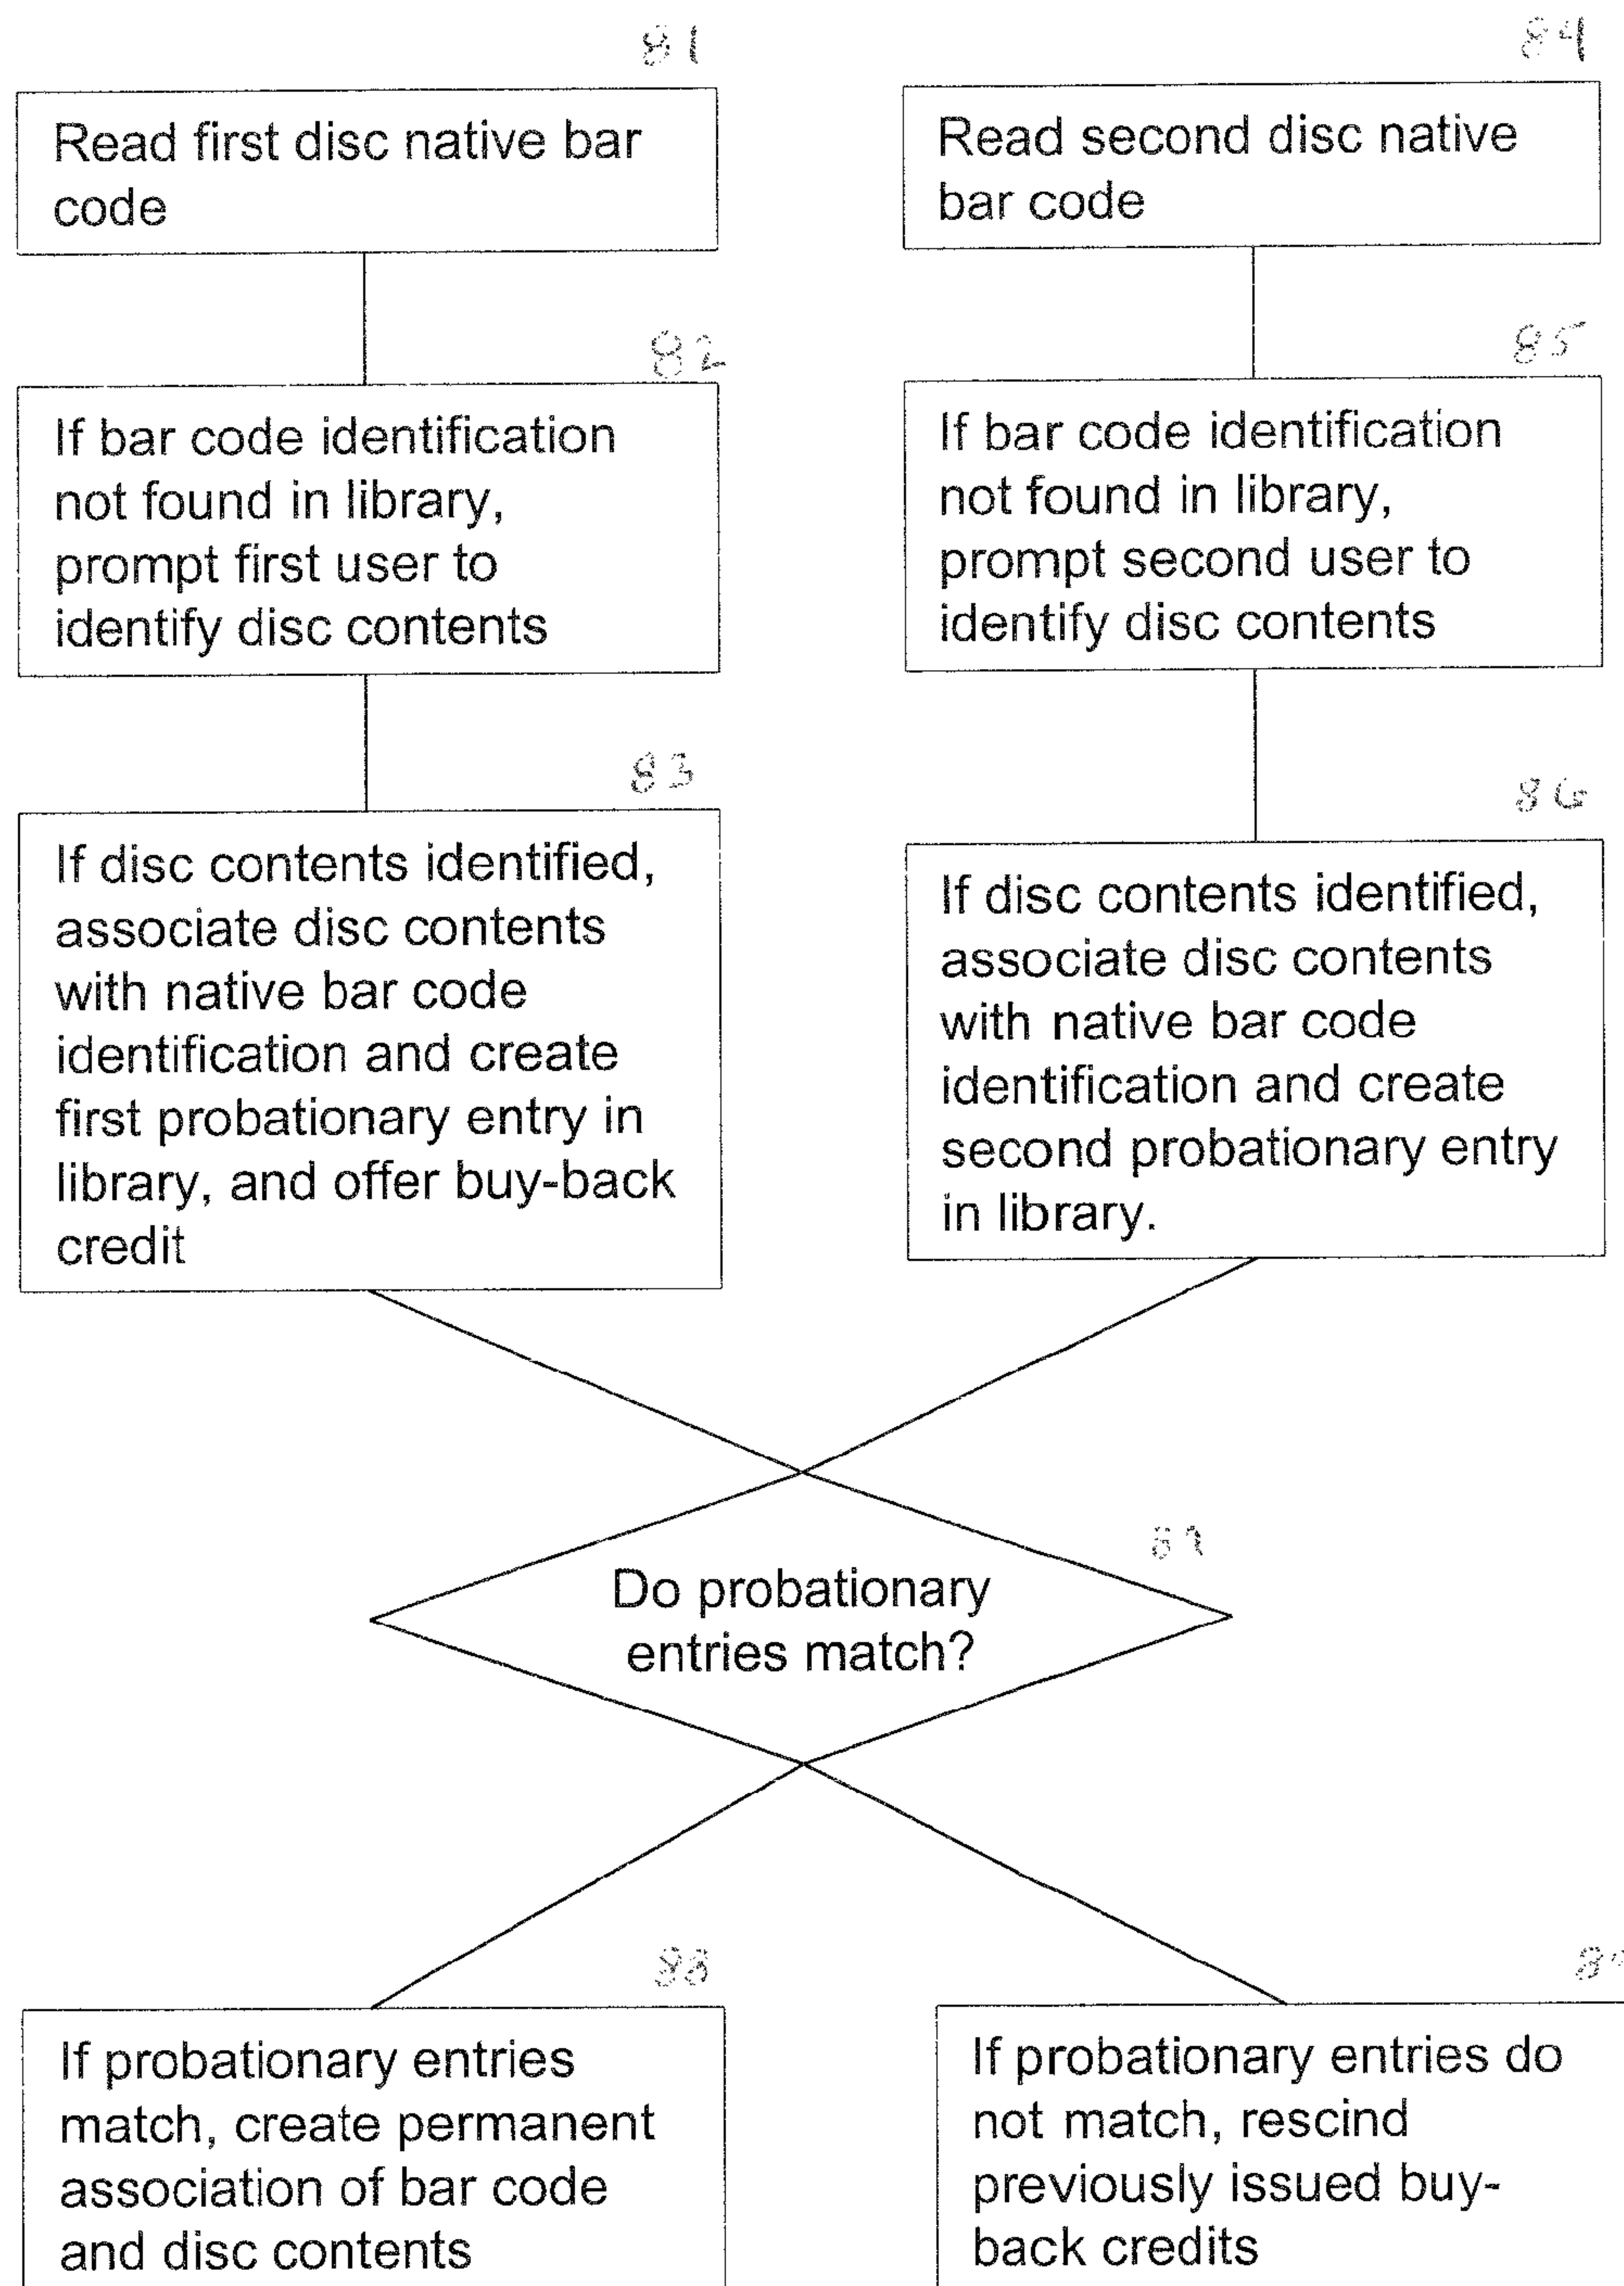 81
Read first disc native bar
code
82
If bar code identification
not found in library,
prompt first user to
identify disc contents
83
If disc contents identified,
associate disc contents
with native bar code
identification and create
first probationary entry in
library, and offer buy-back
credit
84
Read second disc native
bar code
85
If bar code identification
not found in library,
prompt second user to
identify disc contents
86
If disc contents identified,
associate disc contents
with native bar code
identification and create
second probationary entry
in library.
Do probationary
entries match?
88
If probationary entries
match, create permanent
association of bar code
and disc contents
If probationary entries do
not match, rescind
previously issued buy-
back credits